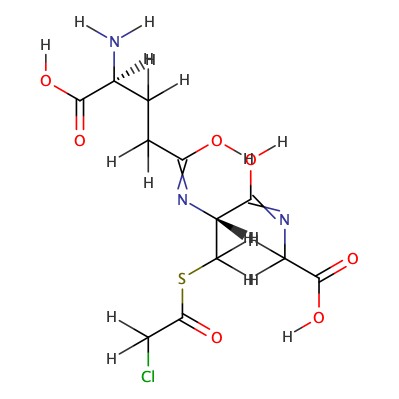 H H
H N H H
O H
O H O H H
H N O N
H H
S H H O
H O H
H O
Cl